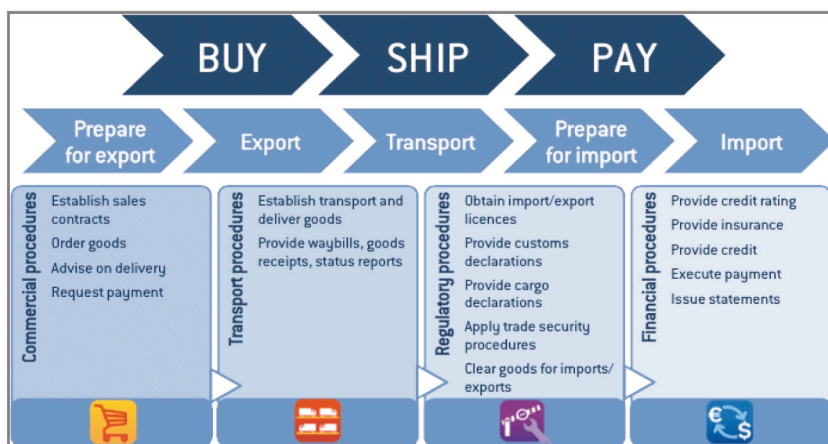 BUY
SHIP
PAY
Prepare
for export
Export
Transport
Prepare
for import
Import
Commercial procedures
Establish sales
contracts
Order goods
Advise on delivery
Request payment
Transport procedures
Establish transport and
deliver goods
Provide waybills, goods
receipts, status reports
Regulatory procedures
Obtain import/export
licences
Provide customs
declarations
Provide cargo
declarations
Apply trade security
procedures
Clear goods for imports/
exports
Financial procedures
Provide credit rating
Provide insurance
Provide credit
Execute payment
Issue statements
€
$